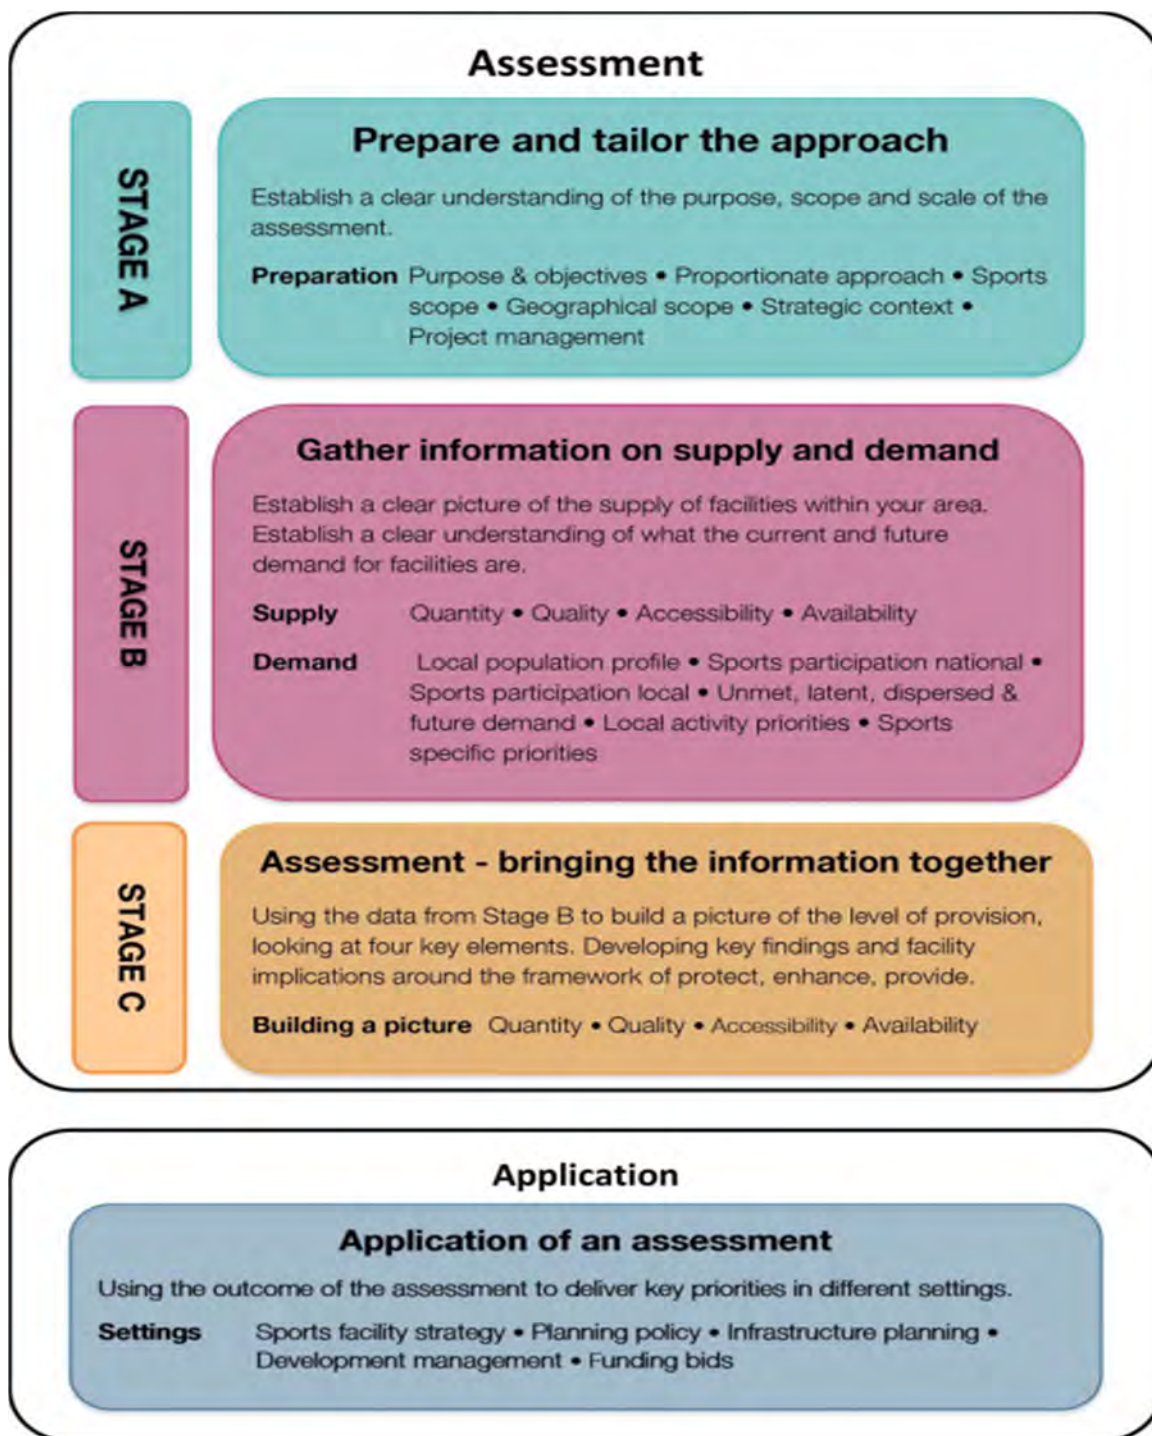 Assessment
STAGE A
Prepare and tailor the approach
Establish a clear understanding of the purpose, scope and scale of the
assessment.
Preparation Purpose & objectives • Proportionate approach • Sports
scope • Geographical scope • Strategic context •
Project management
STAGE B
Gather information on supply and demand
Establish a clear picture of the supply of facilities within your area.
Establish a clear understanding of what the current and future
demand for facilities are.
Supply Quantity • Quality • Accessibility • Availability
Demand Local population profile • Sports participation national •
Sports participation local • Unmet, latent, dispersed &
future demand • Local activity priorities • Sports
specific priorities
STAGE C
Assessment - bringing the information together
Using the data from Stage B to build a picture of the level of provision,
looking at four key elements. Developing key findings and facility
implications around the framework of protect, enhance, provide.
Building a picture Quantity • Quality • Accessibility • Availability
Application
Application of an assessment
Using the outcome of the assessment to deliver key priorities in different settings.
Settings Sports facility strategy • Planning policy • Infrastructure planning •
Development management • Funding bids